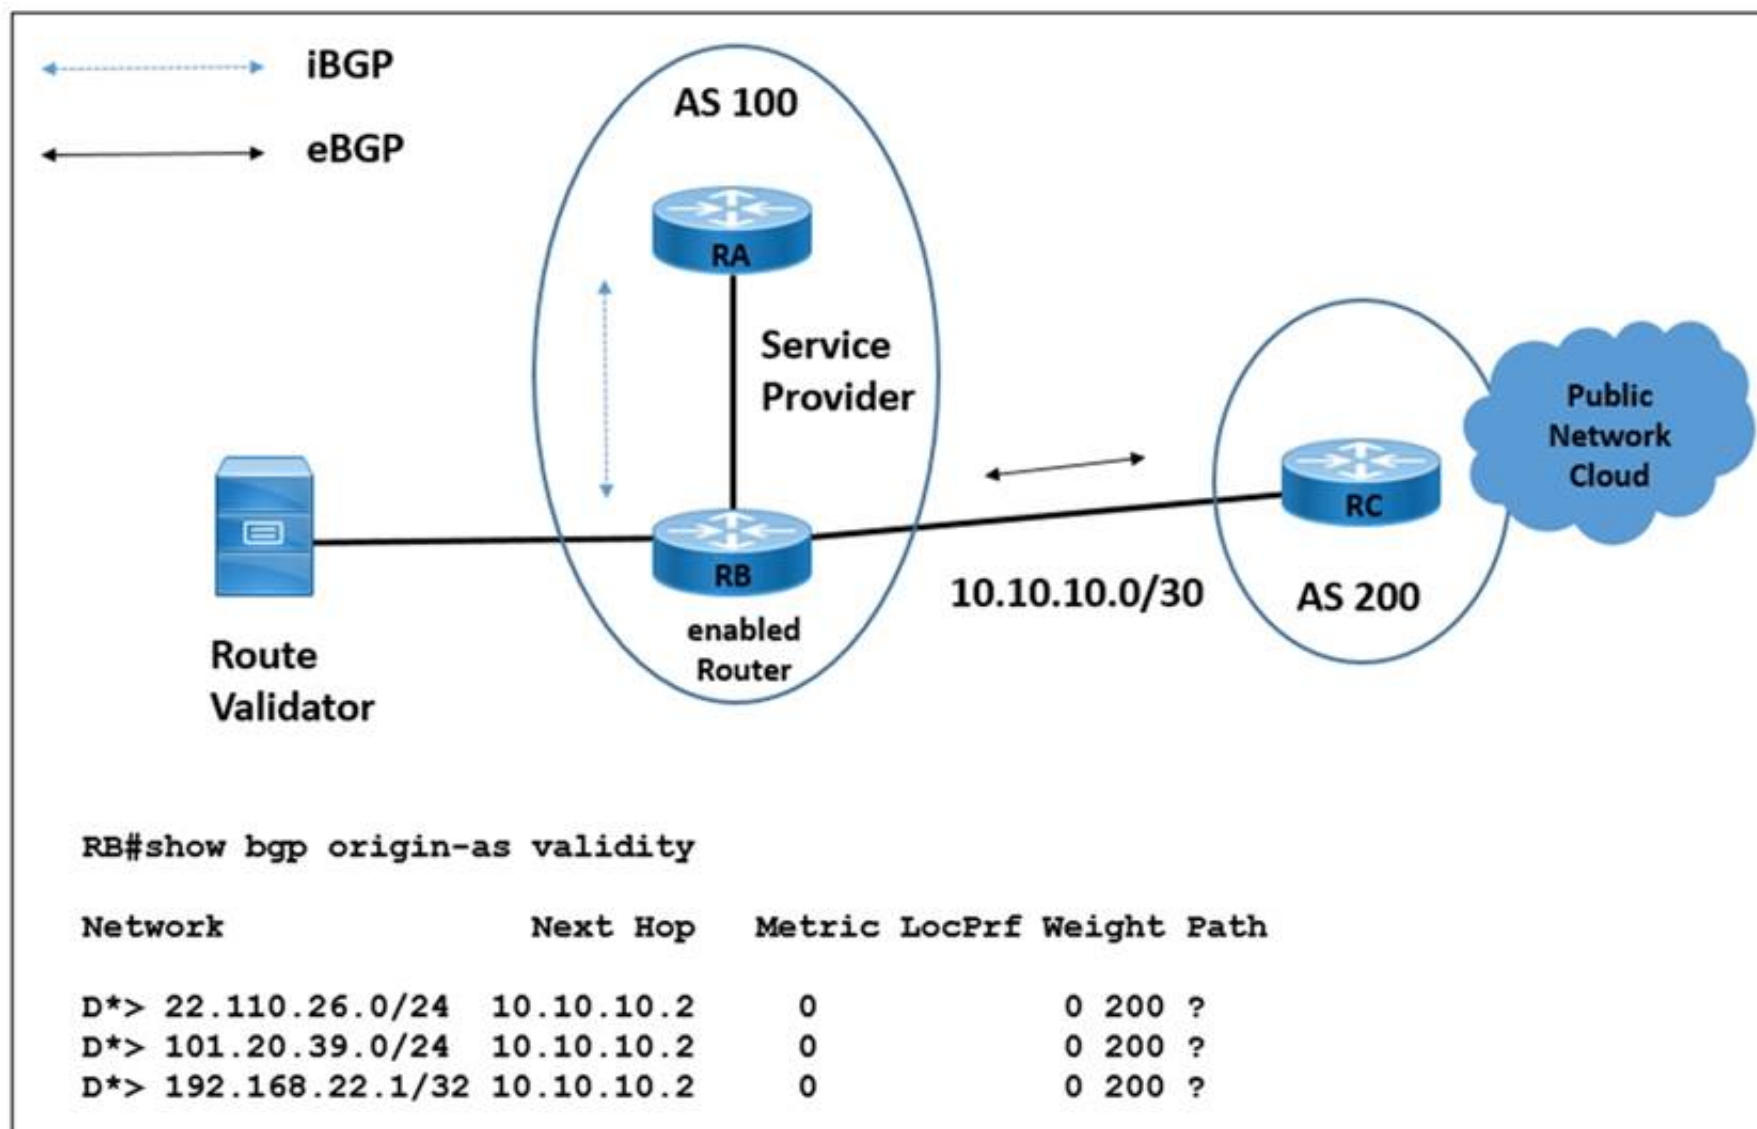 iBGP
eBGP
AS 100
RA
Service
Provider
RB
enabled
Router
Route
Validator
10.10.10.0/30
RC
AS 200
Public
Network
Cloud
RB#show bgp origin-as validity
Network Next Hop Metric LocPrf Weight Path
D*> 22.110.26.0/24 10.10.10.2 0 0 200 ?
D*> 101.20.39.0/24 10.10.10.2 0 0 200 ?
D*> 192.168.22.1/32 10.10.10.2 0 0 200 ?